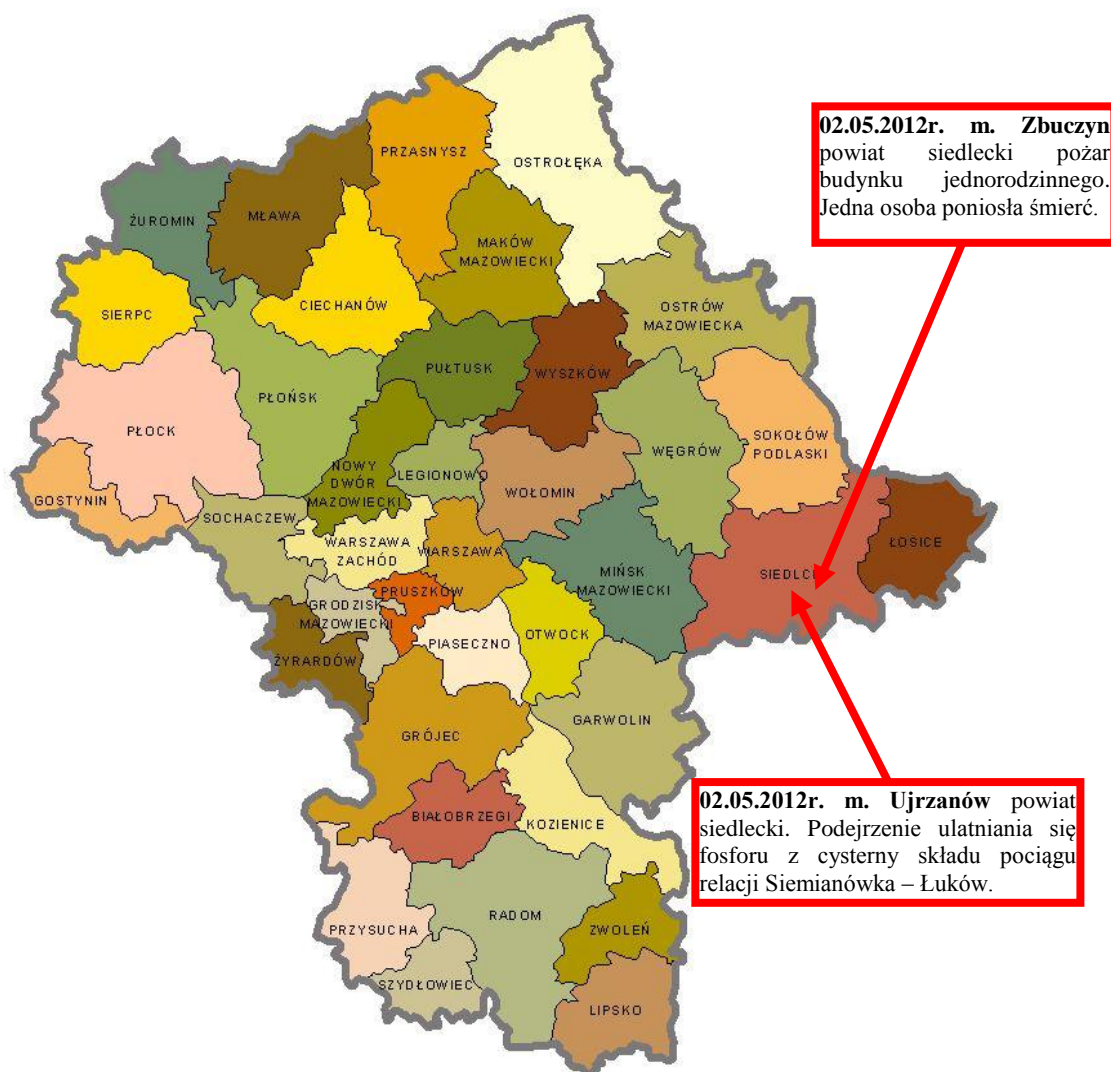 PRZASNYSZ
OSTROŁĘKA
02.05.2012r. m. Zbuczyn
powiat siedlecki pożar
budynku jednorodzinnego.
Jedna osoba poniosła śmierć.
ŻUROMIN
MŁAWA
MAKÓW
MAZOWIECKI
CIECHANÓW
SIERPC
OSTRÓW
MAZOWIECKA
PUŁTUSK
WYSZKÓW
PŁOŃSK
PŁOCK
SOKOŁÓW
PODLASKI
WĘGRÓW
NOWY
DWÓR
MAZOWIECKI
LEGIONOWO
WOŁOMIN
GOSTYNIN
SOCHACZEW
WARSZAWA
ZACHÓD
WARSZAWA
ŁOSICE
MIŃSK
MAZOWIECKI
SIEDLC
PRUSZKÓW
GRODZISK
MAZOWIECKI
PIASECZNO
OTWOCK
ŻYRARDÓW
GARWOLIN
GRÓJEC
02.05.2012r. m. Ujrzanów powiat
siedlecki. Podejrzenie ulatniania się
fosforu z cysterny składu pociągu
relacji Siemianówka – Łuków.
BIAŁOBRZEGI
KOZIENICE
RADOM
PRZYSUCHA
ZWOLEŃ
SZYDŁOWIEC
LIPSKO